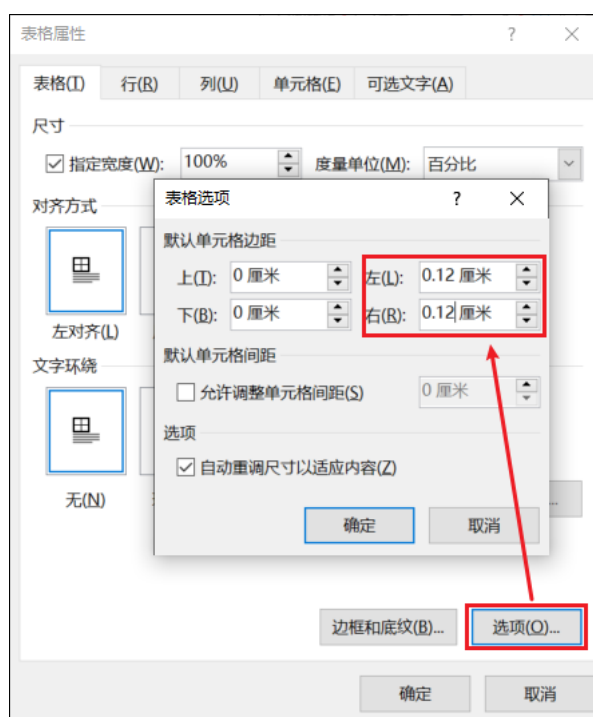 表格属性 ?
表格(T) 行(R) 列(U) 单元格(E) 可选文字(A)
尺寸
指定宽度(W): 100% 度量单位(M): 百分比
对齐方式
左对齐(L)
文字环绕
无(N)
表格选项 ?
默认单元格边距
上(T): 0 厘米 左(L): 0.12 厘米
下(B): 0 厘米 右(R): 0.12 厘米
默认单元格间距
允许调整单元格间距(S) 0 厘米
选项
自动重调尺寸以适应内容(Z)
确定 取消
...
边框和底纹(B)... 选项(O)...
确定 取消